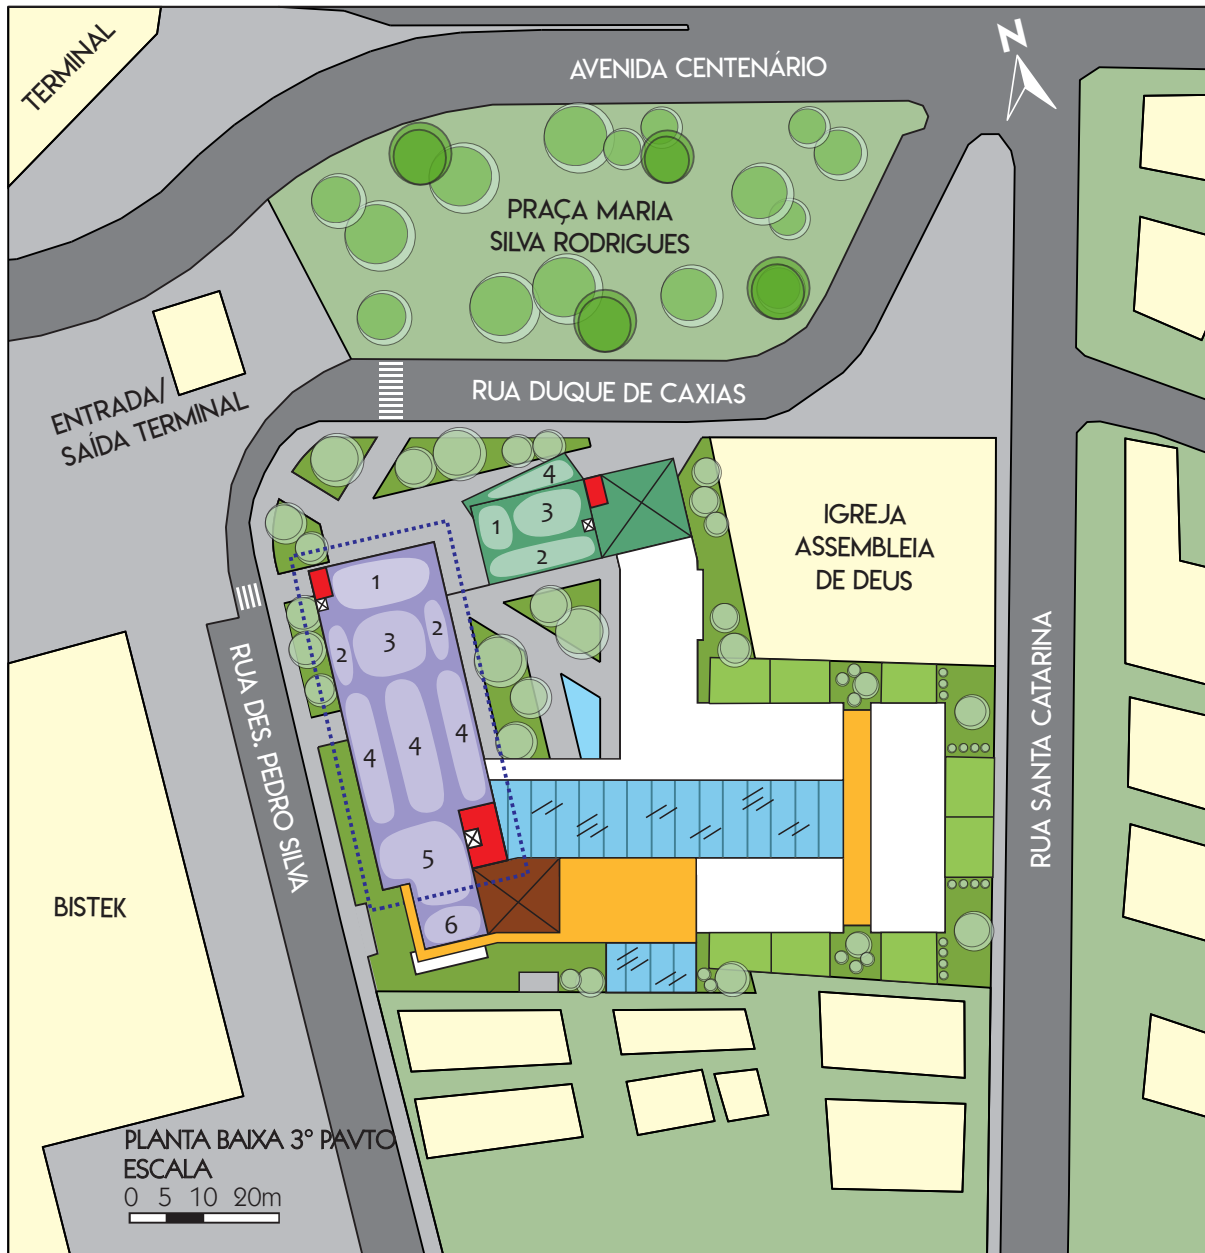 TERMINAL
AVENIDA CENTENÁRIO
N
PRAÇA MARIA
SILVA RODRIGUES
RUA DUQUE DE CAXIAS
ENTRADA/
SAÍDA TERMINAL
4
3
1
2
IGREJA
ASSEMBLEIA
DE DEUS
1
2
3
2
4
4
4
5
6
RUA DES. PEDRO SILVA
RUA SANTA CATARINA
BISTEK
PLANTA BAIXA 3° PAVTO
ESCALA
0 5 10 20m